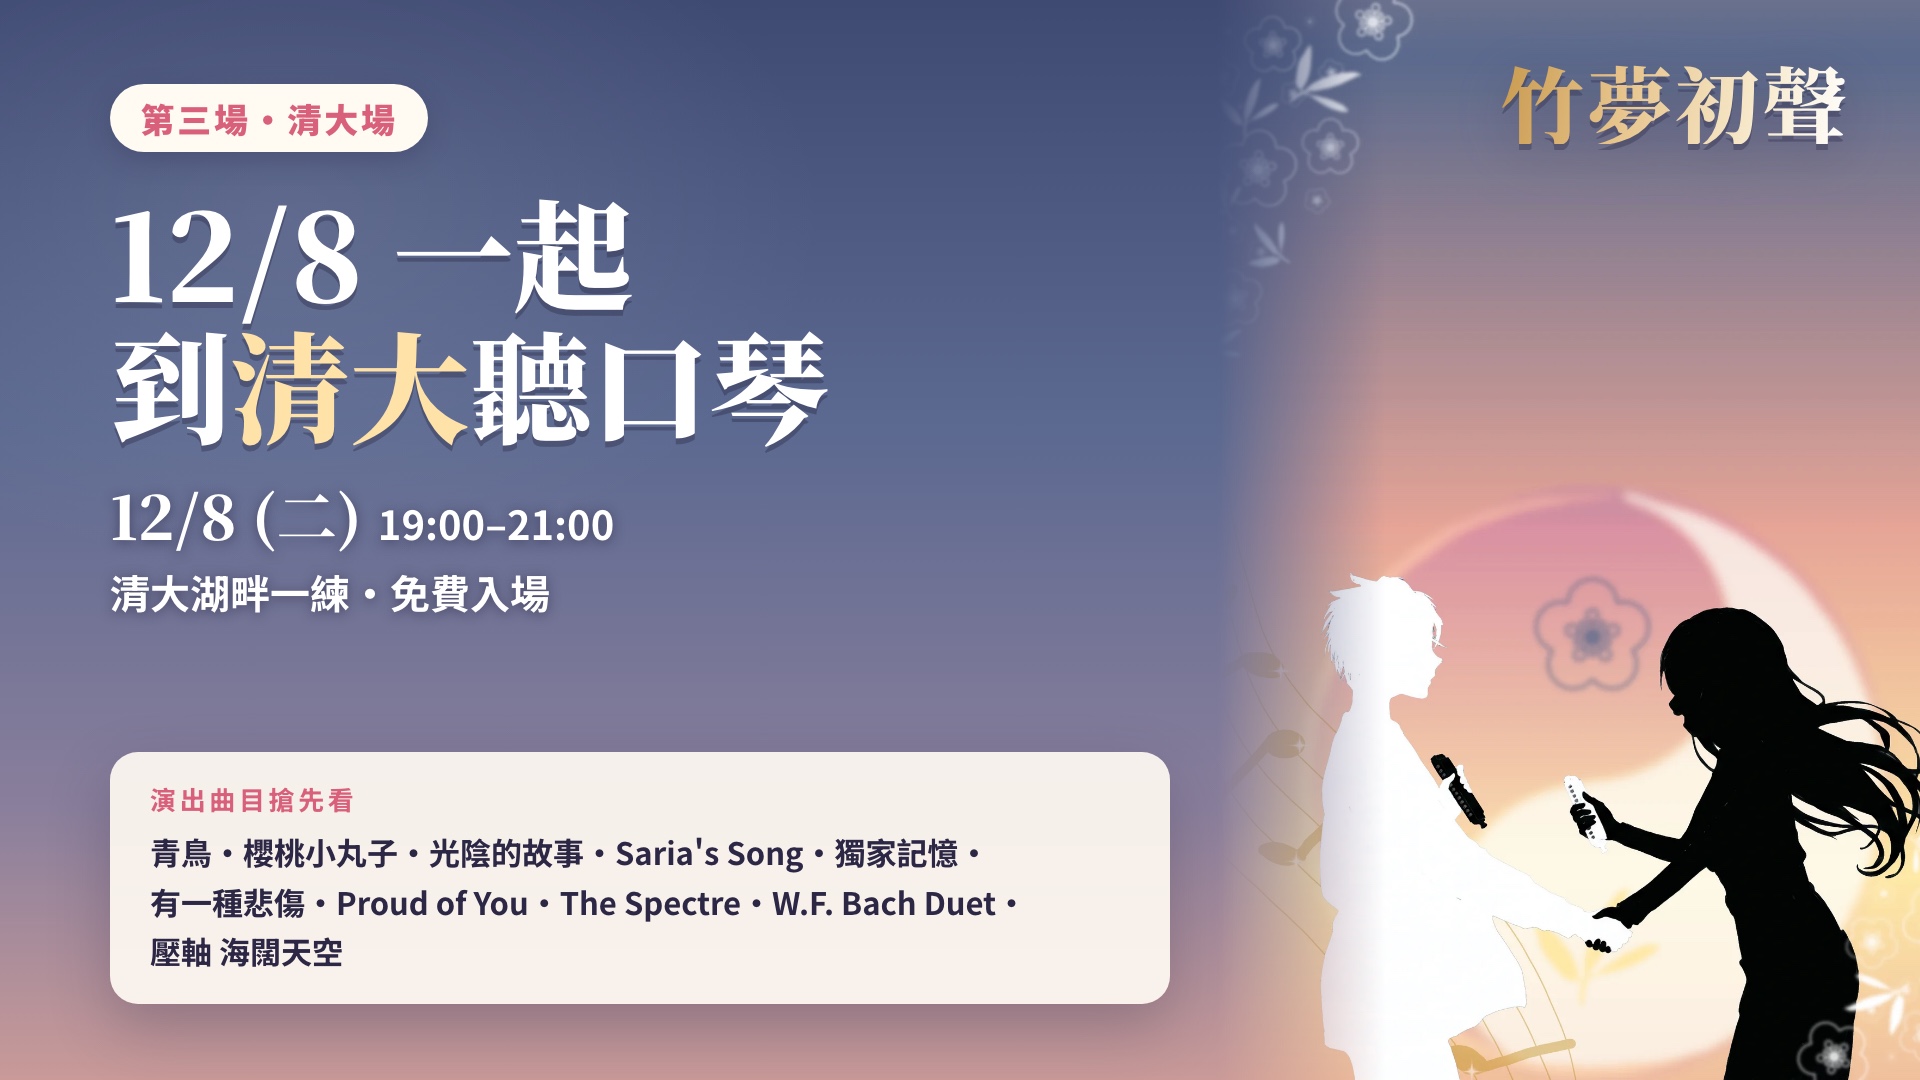 第三場・清大場
竹夢初聲
12/8 一起
到清大聽口琴
12/8 (二) 19:00–21:00
清大湖畔一練・免費入場
演出曲目搶先看
青鳥・櫻桃小丸子・光陰的故事・Saria's Song・獨家記憶・
有一種悲傷・Proud of You・The Spectre・W.F. Bach Duet・
壓軸 海闊天空